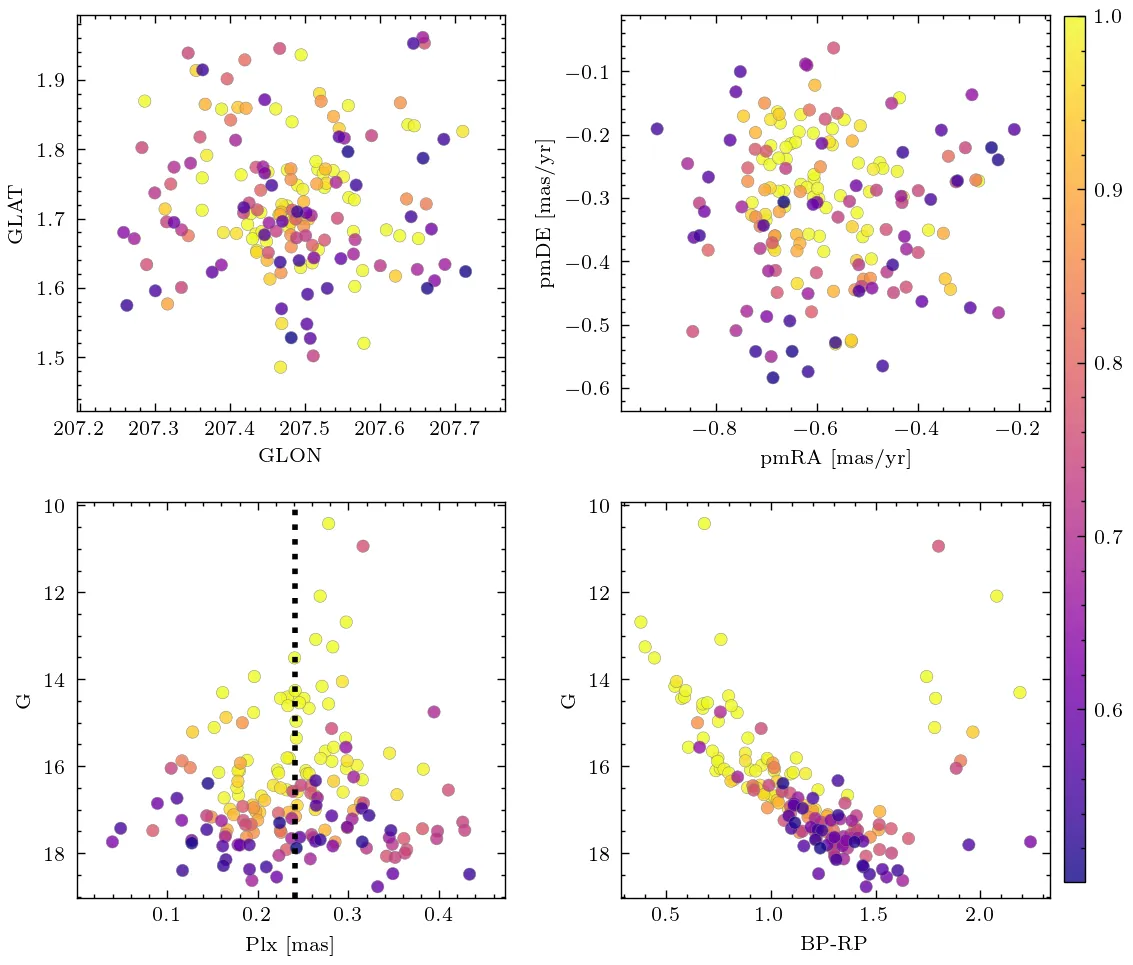 1.9
1.8
1.7
1.6
1.5
GLAT
207.2 207.3 207.4 207.5 207.6 207.7
GLON
−0.1
−0.2
−0.3
−0.4
−0.5
−0.6
pmDE [mas/yr]
−0.8 −0.6 −0.4 −0.2
pmRA [mas/yr]
10
12
14
16
18
G
0.1 0.2 0.3 0.4
Plx [mas]
10
12
14
16
18
G
0.5 1.0 1.5 2.0
BP-RP
1.0
0.9
0.8
0.7
0.6